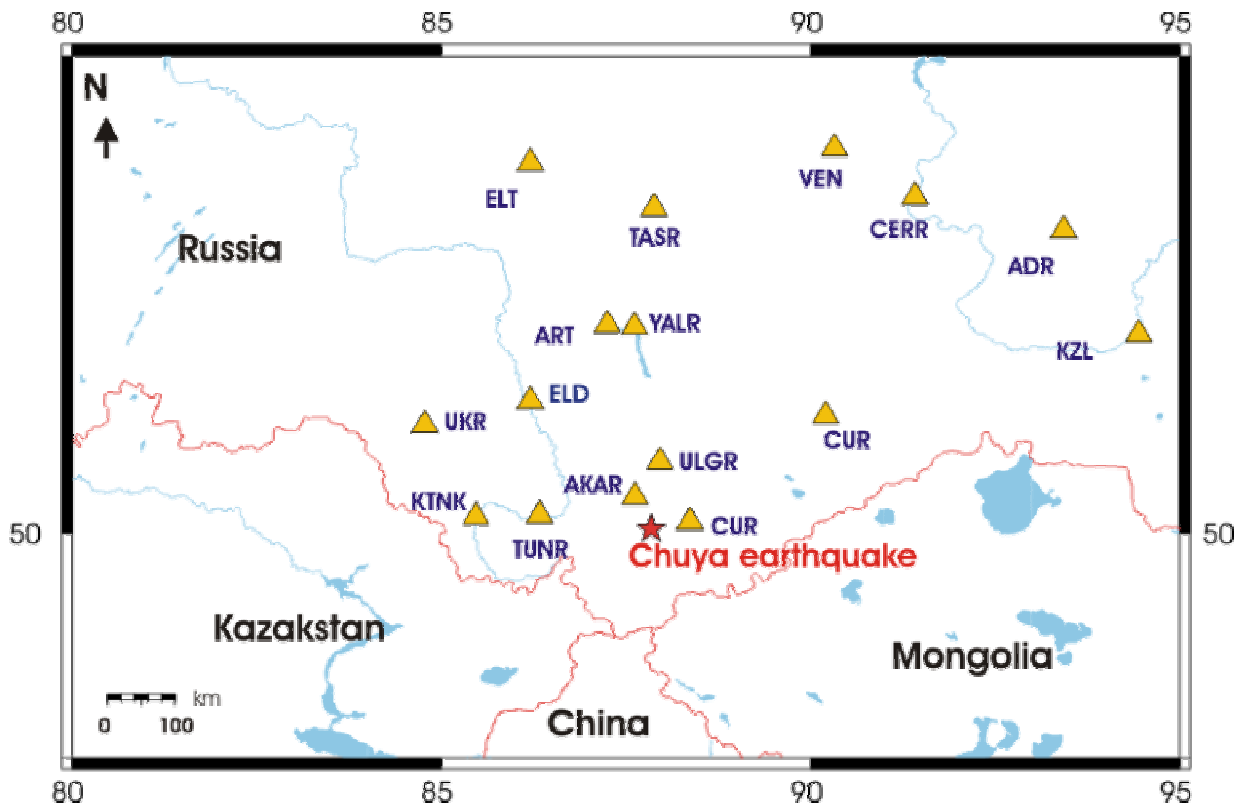 80 85 90 95
N
ELT
VEN
TASR
CERR
Russia
ADR
ART
YALR
KZL
ELD
UKR
CUR
ULGR
AKAR
KTNK
50
CUR
50
TUNR
Chuya earthquake
Kazakstan
Mongolia
km
0 100
China
80 85 90 95